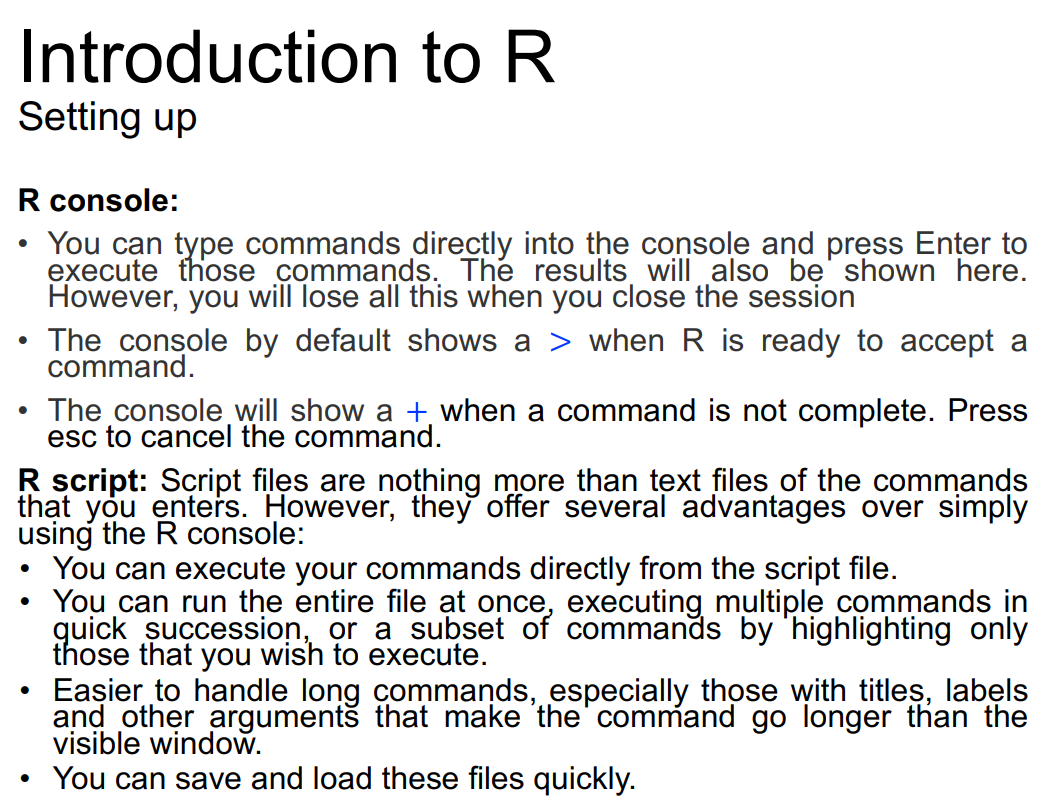 Introduction to R
Setting up
R console:
• You can type commands directly into the console and press Enter to
execute those commands. The results will also be shown here.
However, you will lose all this when you close the session
• The console by default shows a > when R is ready to accept a
command.
• The console will show a + when a command is not complete. Press
esc to cancel the command.
R script: Script files are nothing more than text files of the commands
that you enters. However, they offer several advantages over simply
using the R console:
• You can execute your commands directly from the script file.
• You can run the entire file at once, executing multiple commands in
quick succession, or a subset of commands by highlighting only
those that you wish to execute.
• Easier to handle long commands, especially those with titles, labels
and other arguments that make the command go longer than the
visible window.
• You can save and load these files quickly.